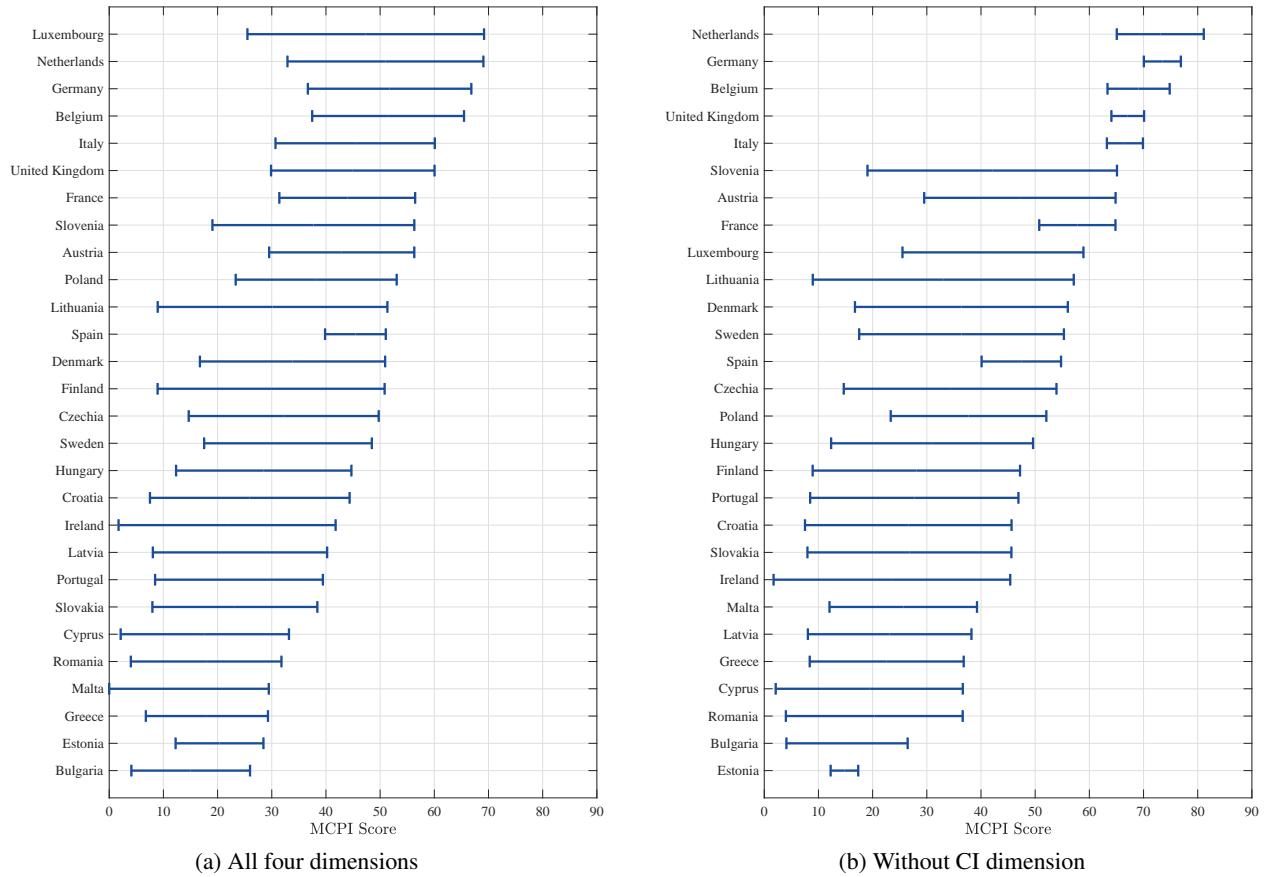 Luxembourg
Netherlands
Germany
Belgium
Italy
United Kingdom
France
Slovenia
Austria
Poland
Lithuania
Spain
Denmark
Finland
Czechia
Sweden
Hungary
Croatia
Ireland
Latvia
Portugal
Slovakia
Cyprus
Romania
Malta
Greece
Estonia
Bulgaria
0 10 20 30 40 50 60 70 80 90
MCPI Score
(a) All four dimensions
Netherlands
Germany
Belgium
United Kingdom
Italy
Slovenia
Austria
France
Luxembourg
Lithuania
Denmark
Sweden
Spain
Czechia
Poland
Hungary
Finland
Portugal
Croatia
Slovakia
Ireland
Malta
Latvia
Greece
Cyprus
Romania
Bulgaria
Estonia
0 10 20 30 40 50 60 70 80 90
MCPI Score
(b) Without CI dimension